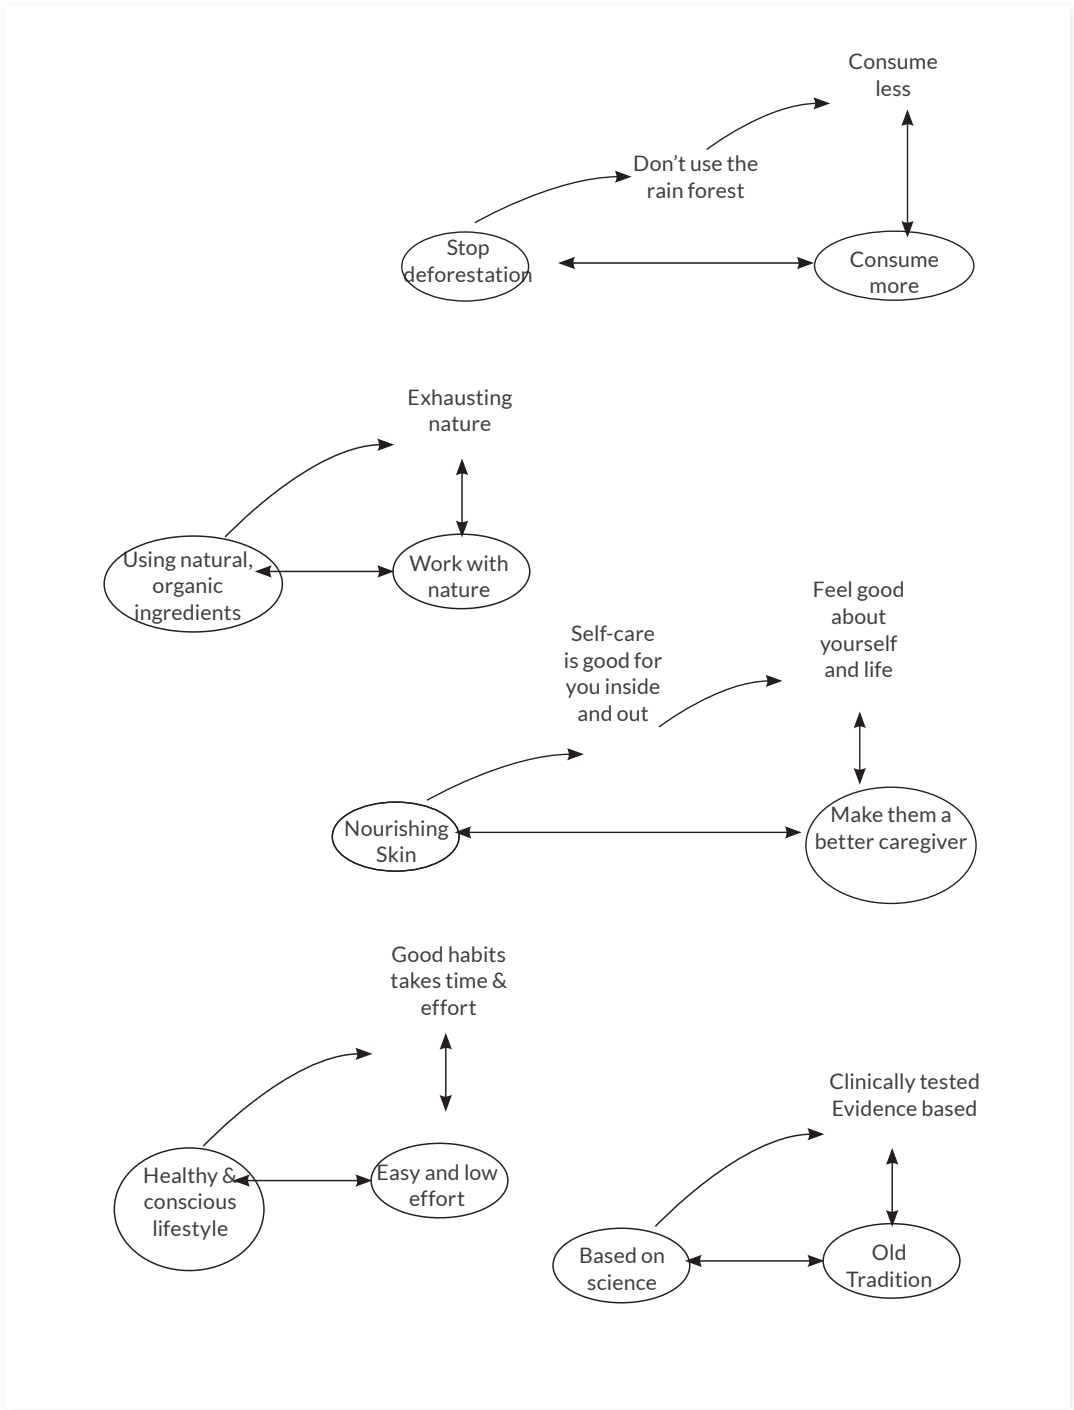 Consume
less
Don’t use the
rain forest
Stop
deforestation
Consume
more
Exhausting
nature
Using natural,
organic
ingredients
Work with
nature
Feel good
about
yourself
and life
Self-care
is good for
you inside
and out
Nourishing
Skin
Make them a
better caregiver
Good habits
takes time &
effort
Healthy &
conscious
lifestyle
Easy and low
effort
Clinically tested
Evidence based
Based on
science
Old
Tradition